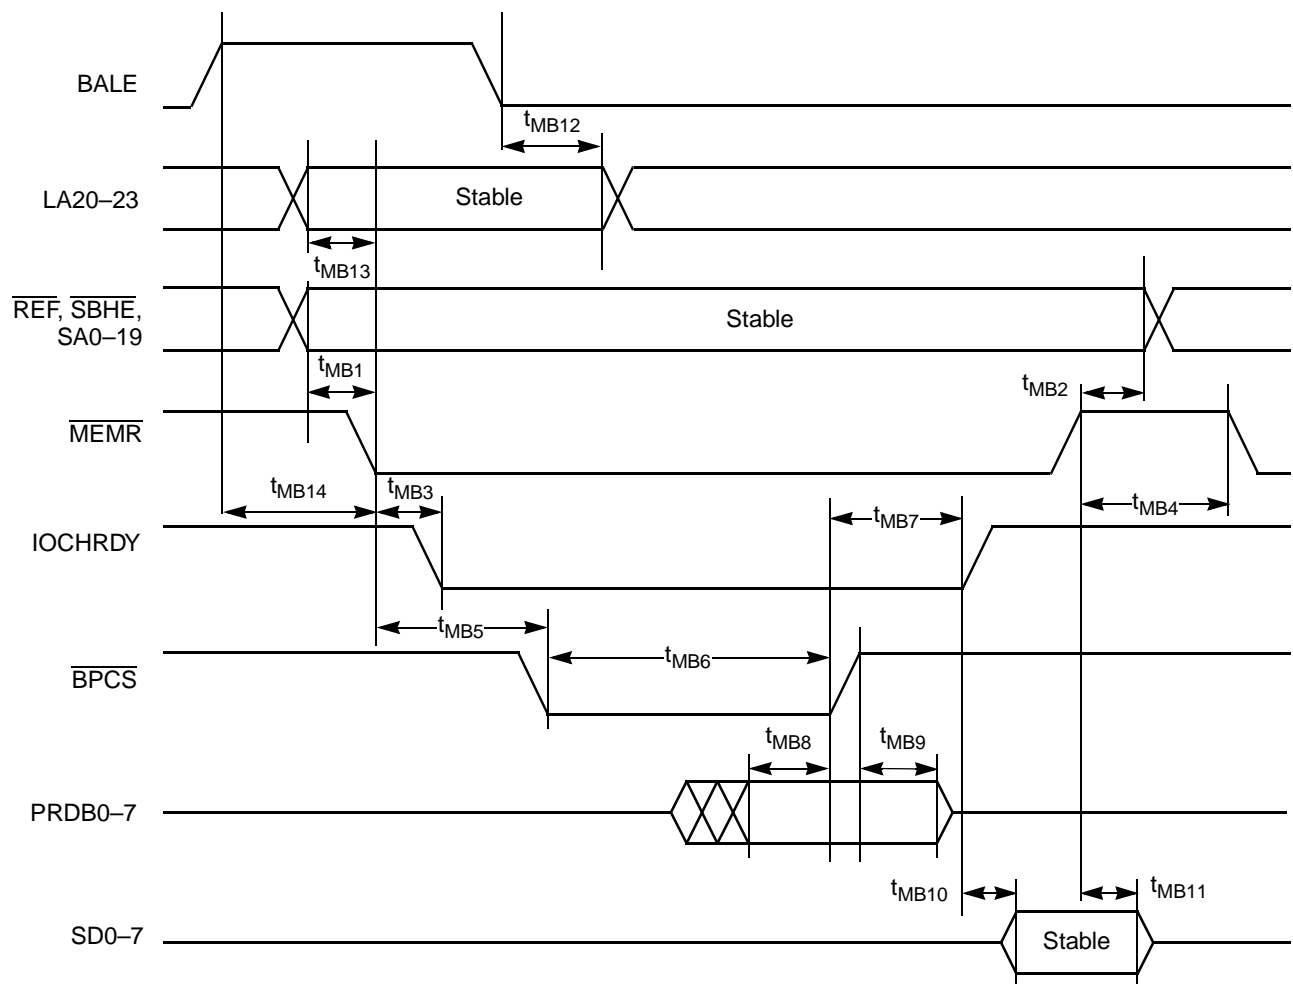 BALE
tMB12
LA20–23
Stable
tMB13
REF, SBHE,
SA0–19
Stable
tMB1
tMB2
MEMR
tMB14
tMB3
tMB4
tMB7
IOCHRDY
tMB5
tMB6
BPCS
tMB8
tMB9
PRDB0–7
tMB10
tMB11
SD0–7
Stable